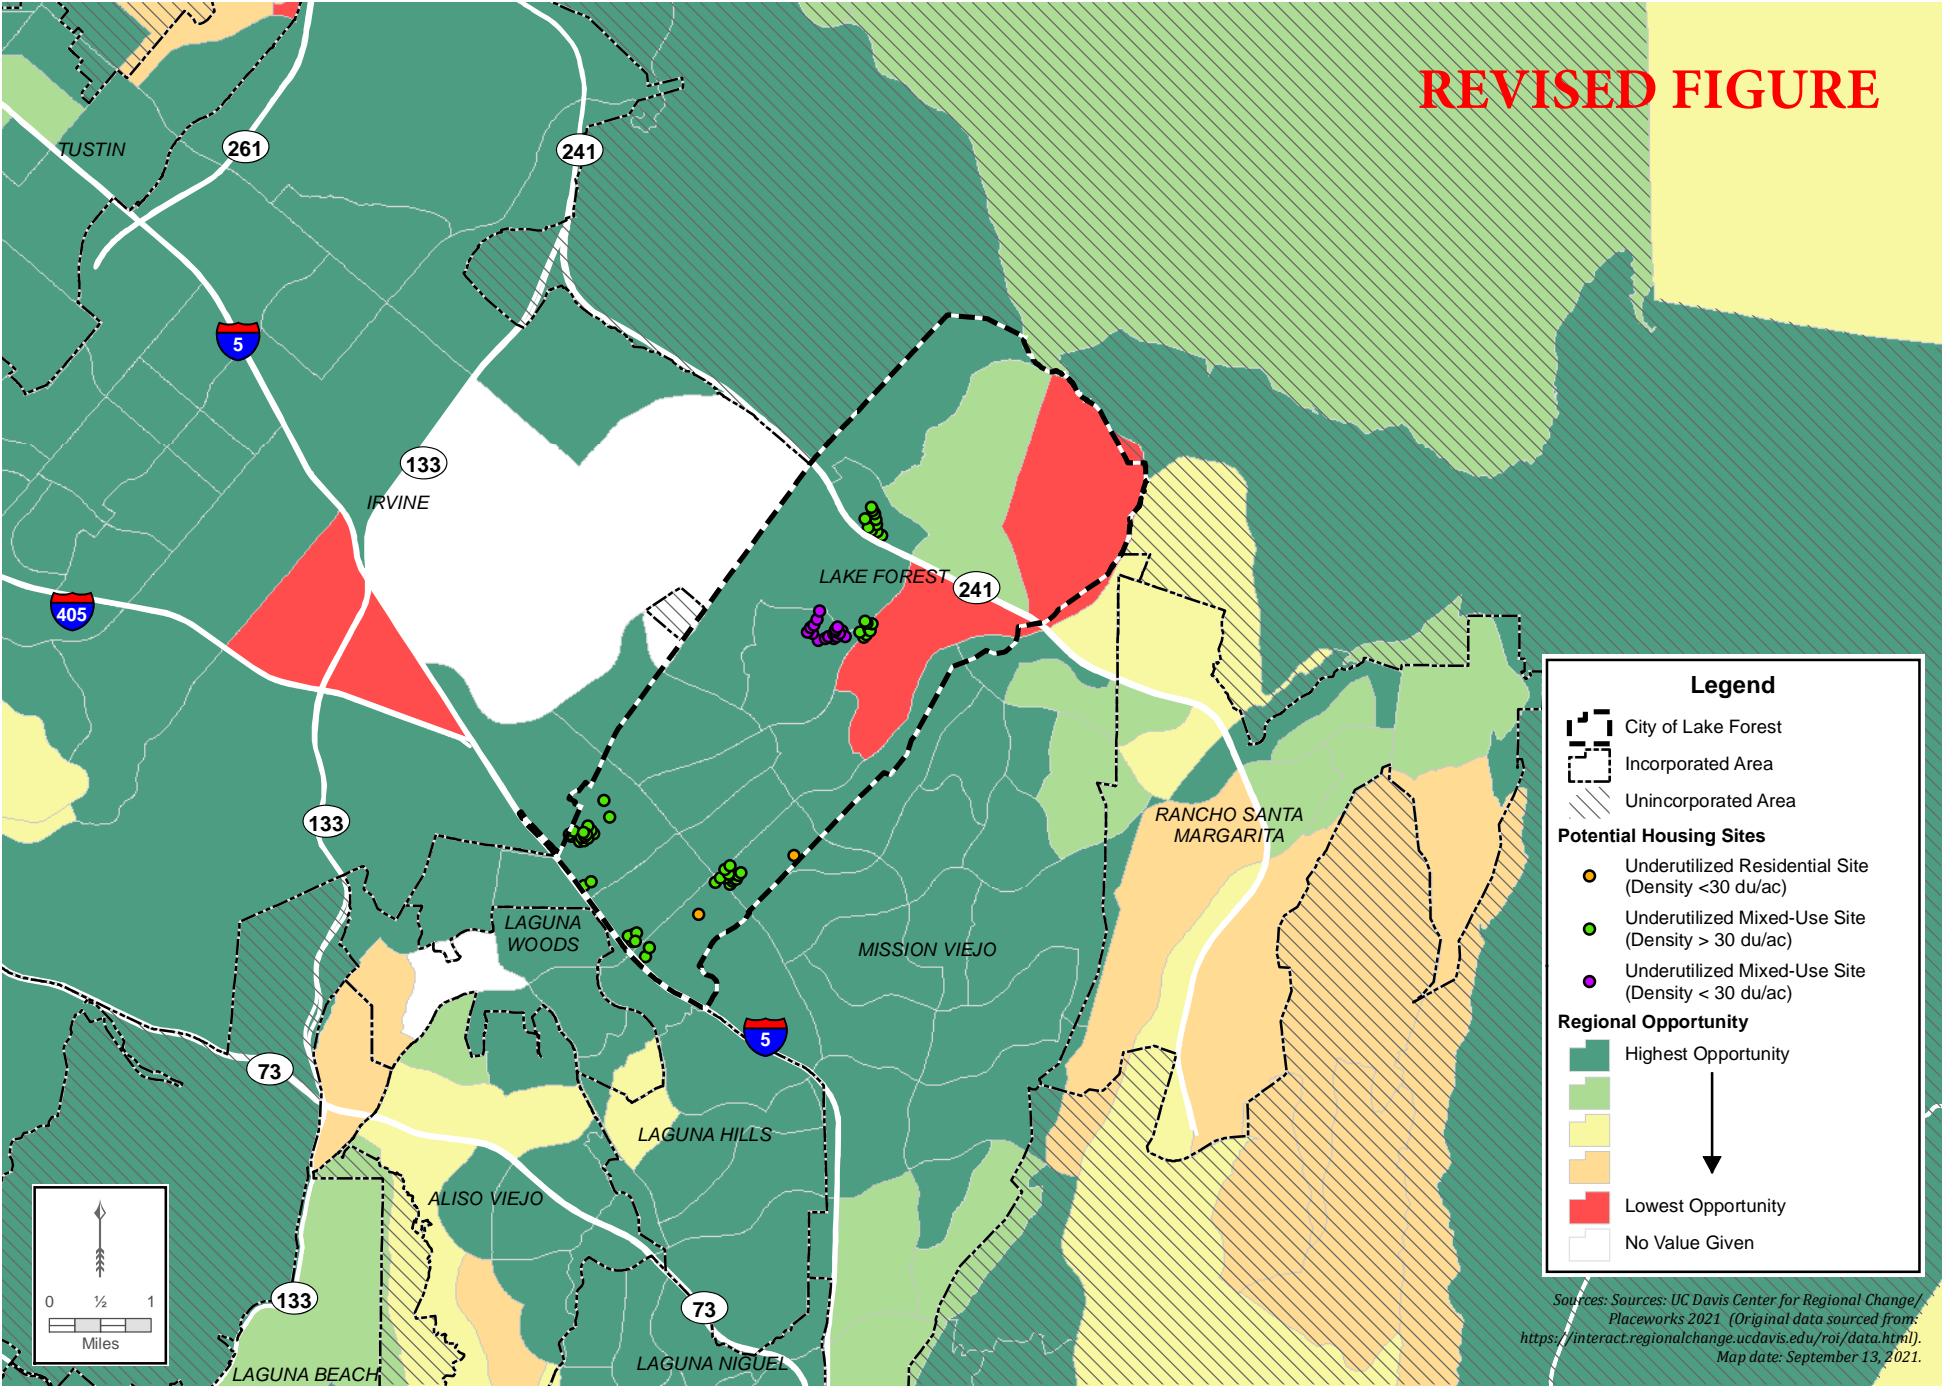 REVISED FIGURE
TUSTIN
261
241
5
133
IRVINE
405
LAKE FOREST
241
133
RANCHO SANTA
MARGARITA
LAGUNA
WOODS
MISSION VIEJO
5
73
LAGUNA HILLS
ALISO VIEJO
133
73
LAGUNA NIGUEL
LAGUNA BEACH
0 ½ 1
Miles
Legend
City of Lake Forest
Incorporated Area
Unincorporated Area
Potential Housing Sites
Underutilized Residential Site
(Density <30 du/ac)
Underutilized Mixed-Use Site
(Density > 30 du/ac)
Underutilized Mixed-Use Site
(Density < 30 du/ac)
Regional Opportunity
Highest Opportunity
Lowest Opportunity
No Value Given
Sources: Sources: UC Davis Center for Regional Change/
Placeworks 2021 (Original data sourced from:
https://interact.regionalchange.ucdavis.edu/roi/data.html).
Map date: September 13, 2021.